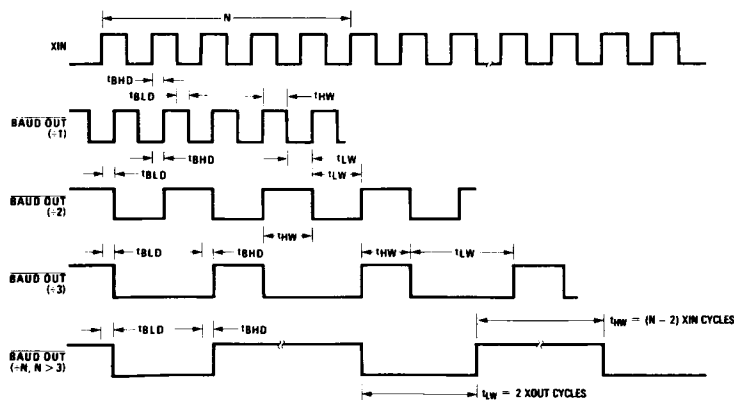 N
XIN
tBHD
tBLD
tHW
BAUD OUT
(÷1)
tBHD
tLW
tBLD
tLW
BAUD OUT
(÷2)
tHW
tBLD
tBHD
tHW
tLW
BAUD OUT
(÷3)
tHW = (N – 2) XIN CYCLES
tBLD
tBHD
BAUD OUT
(÷N, N > 3)
tLW = 2 XOUT CYCLES